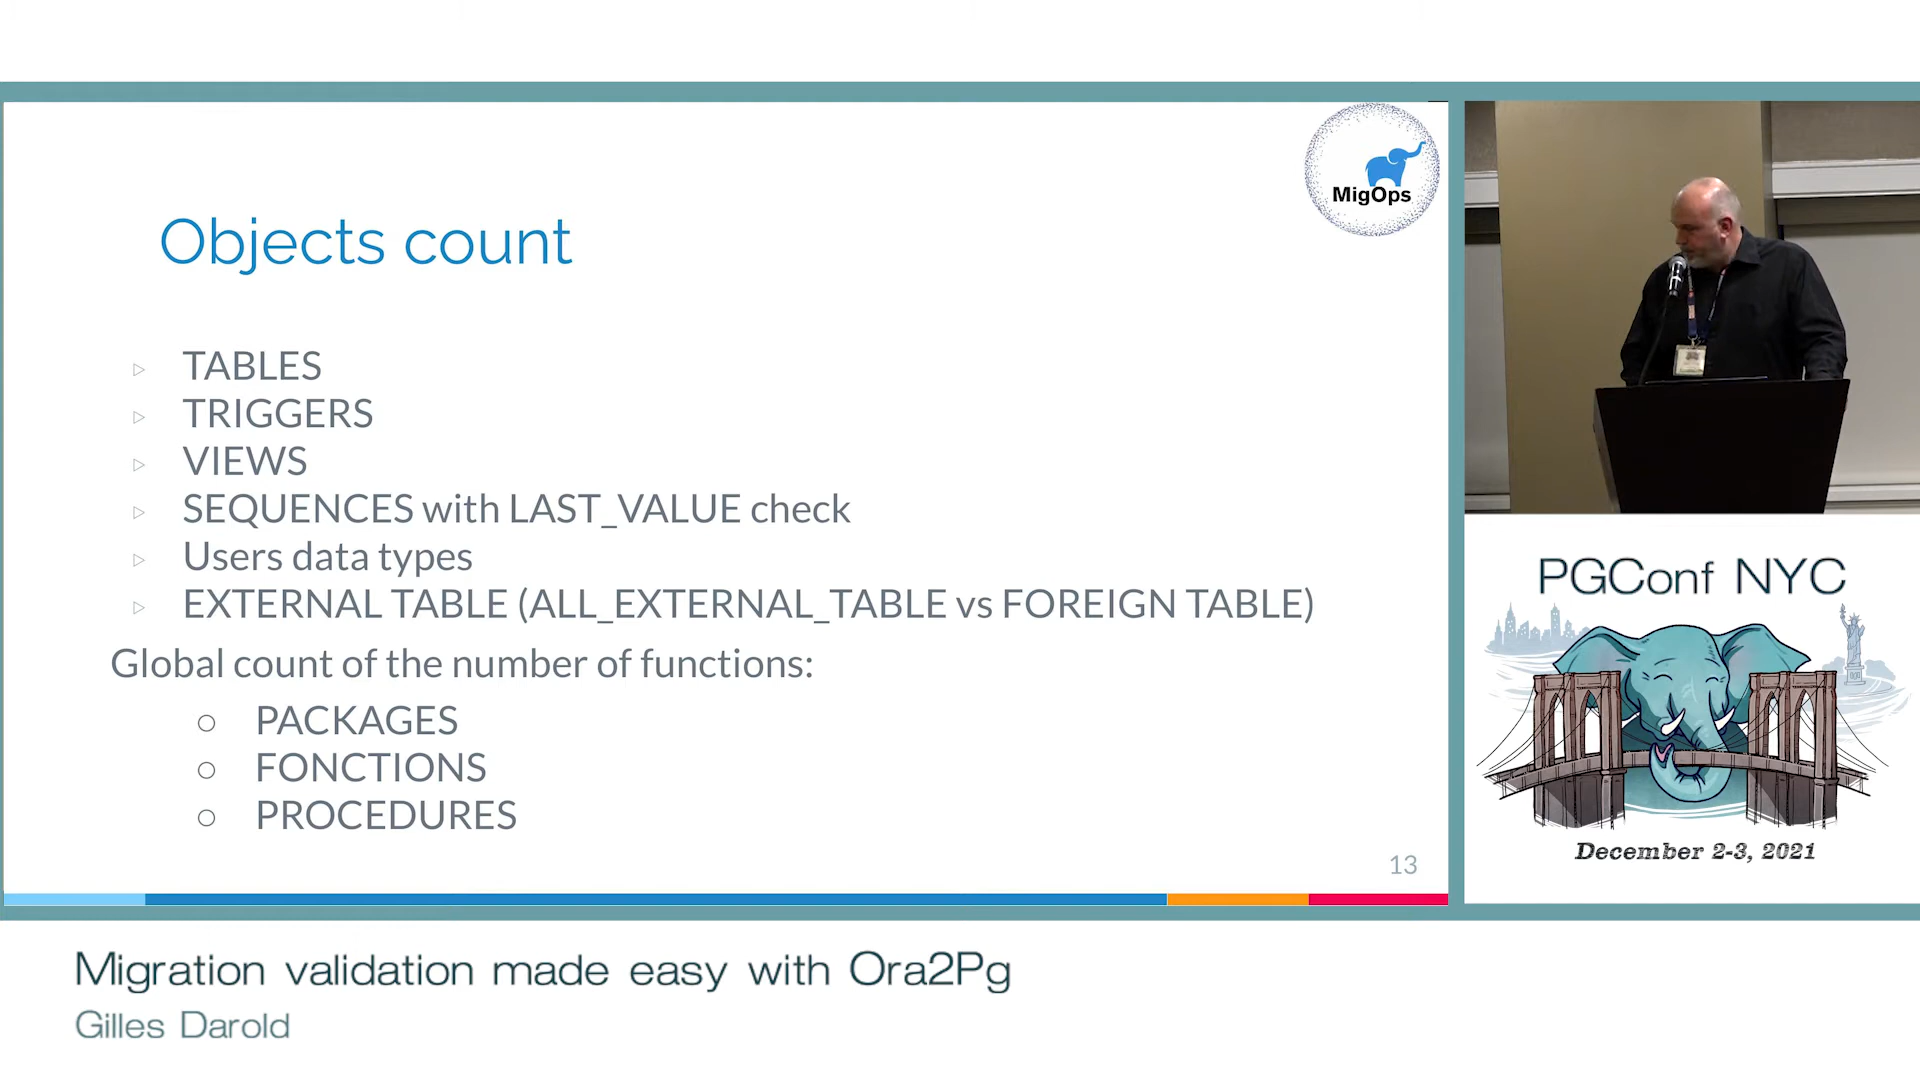 MigOps
Objects count
TABLES
TRIGGERS
VIEWS
SEQUENCES with LAST_VALUE check
Users data types
EXTERNAL TABLE (ALL_EXTERNAL_TABLE vs FOREIGN TABLE)
Global count of the number of functions:
PACKAGES
FONCTIONS
PROCEDURES
13
PGConf NYC
December 2-3, 2021
Migration validation made easy with Ora2Pg
Gilles Darold